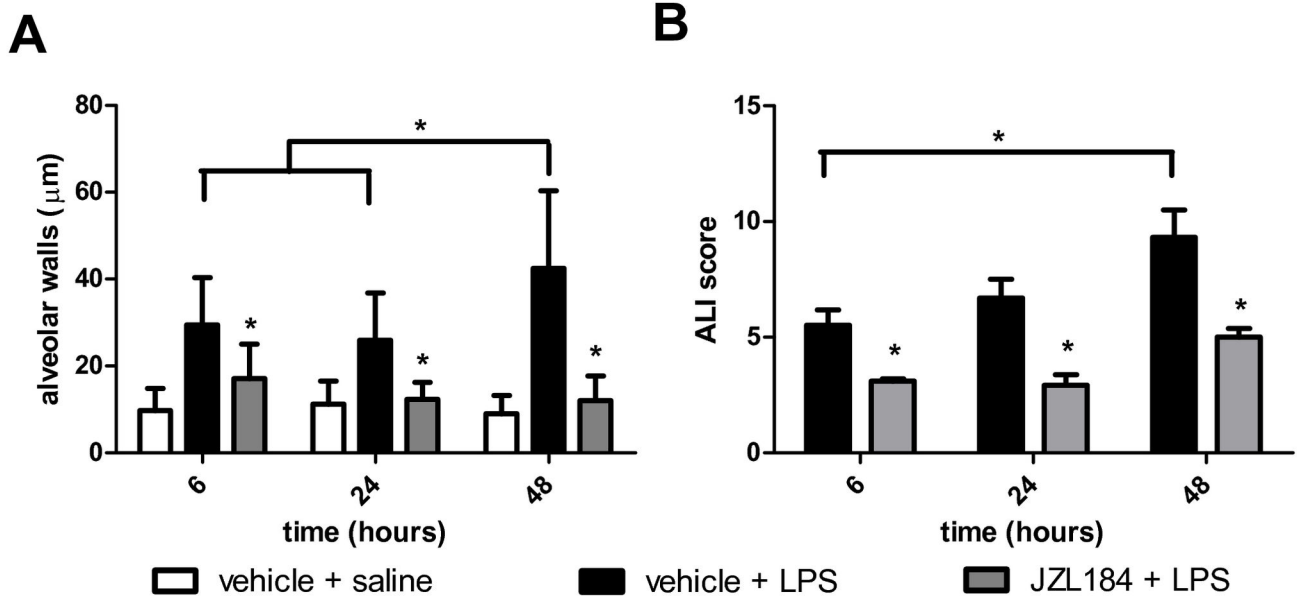 A
B
80
60
40
20
0
alveolar walls (μm)
*
*
*
*
6
24
48
time (hours)
15
10
5
0
ALI score
*
*
*
*
6
24
48
time (hours)
vehicle + saline
vehicle + LPS
JZL184 + LPS